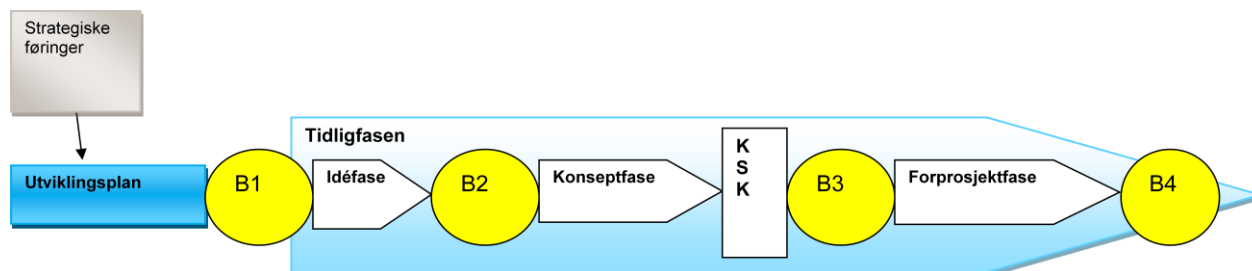 Strategiske
føringer
Tidligfasen
Utviklingsplan
B1
Idéfase
B2
Konseptfase
K
S
K
B3
Forprosjektfase
B4